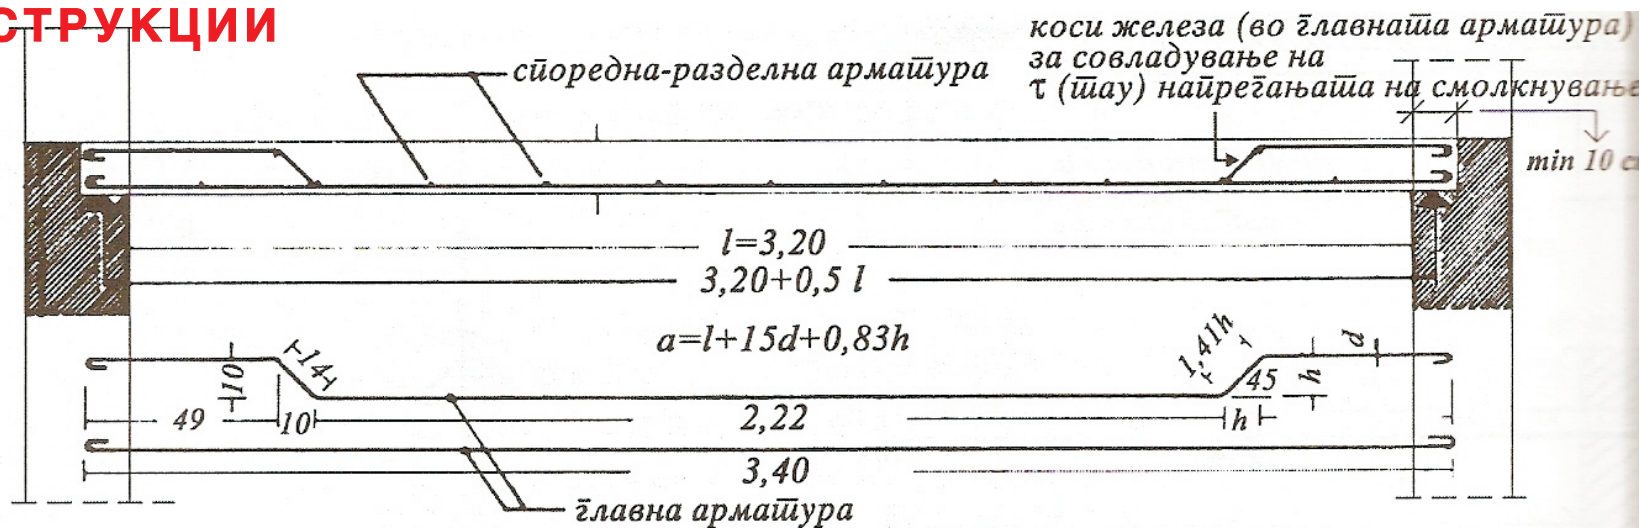 СТРУКЦИИ
коси железа (во главната арматура)
за совладување на
τ (тау) напрегањата на смолкнување
споредна-разделна арматура
min 10
l=3,20
3,20+0,5 l
a=l+15d+0,83h
14
10
1,41h
45
h
d
49
10
2,22
h
3,40
главна арматура